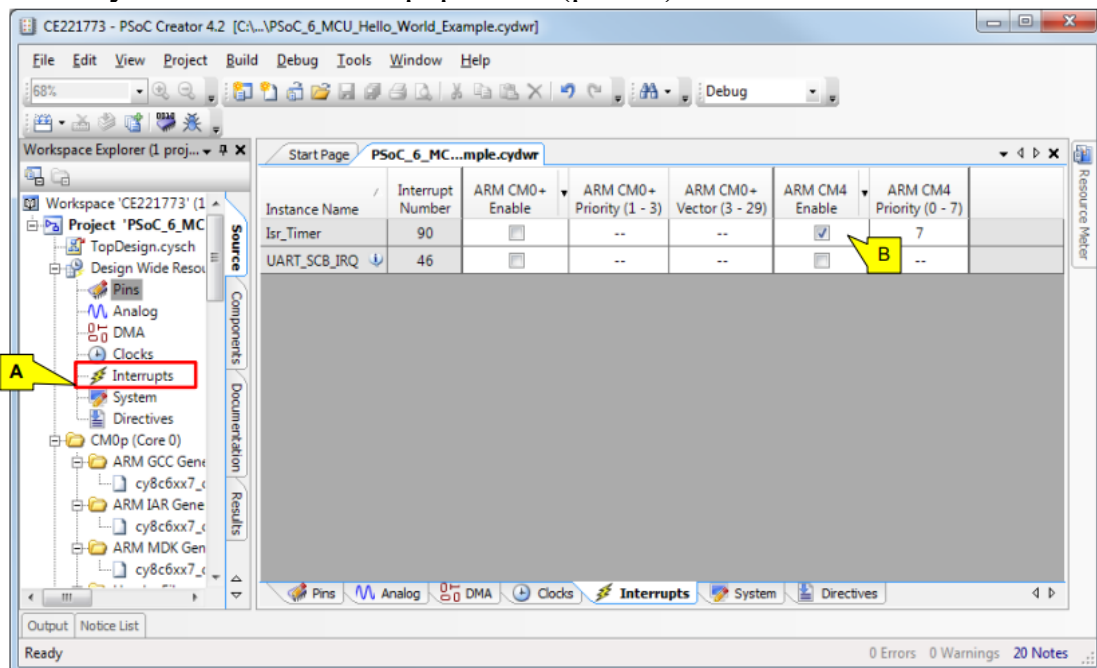 CE221773 - PSoC Creator 4.2 [C:\...\PSoC_6_MCU_Hello_World_Example.cydwr]
File Edit View Project Build Debug Tools Window Help
68%
Debug
Workspace Explorer (1 proj...
Start Page
PSoC_6_MC...mple.cydwr
Workspace 'CE221773' (1
Project 'PSoC_6_MC
TopDesign.cysch
Design Wide Resou
Pins
Analog
DMA
Clocks
Interrupts
System
Directives
CM0p (Core 0)
ARM GCC Gene
cy8c6xx7_c
ARM IAR Gene
cy8c6xx7_c
ARM MDK Gen
cy8c6xx7_c
A
Source
Components
Documentation
Results
Instance Name Interrupt Number ARM CM0+ Enable ARM CM0+ Priority (1 - 3) ARM CM0+ Vector (3 - 29) ARM CM4 Enable ARM CM4 Priority (0 - 7)
Isr_Timer 90 -- -- 7
UART_SCB_IRQ 46 -- -- --
B
Resource Meter
Pins Analog DMA Clocks Interrupts System Directives
Output Notice List
Ready 0 Errors 0 Warnings 20 Notes